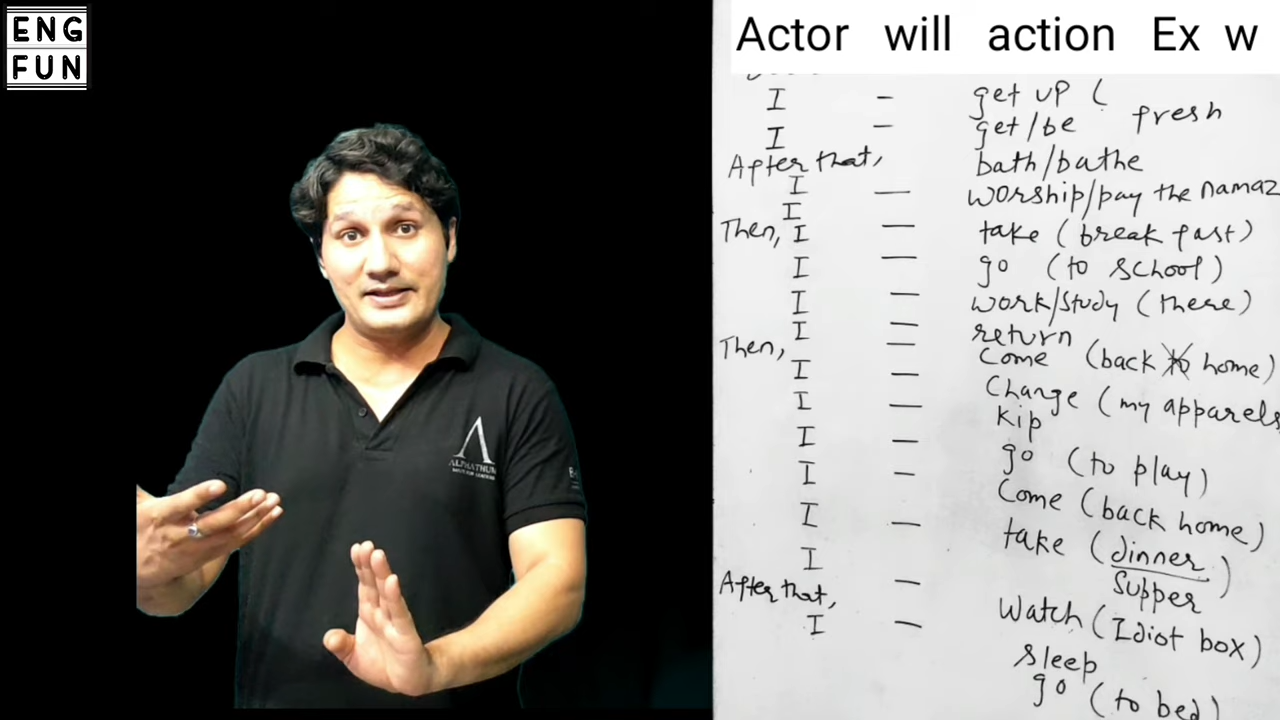 ENG
FUN
Actor will action Ex w
I – get up (
I – get/be fresh
After that, bath/bathe
I — worship/pay the namaz
I
Then, I — take (break fast)
I — go (to school)
I — work/study (there)
I — return
Then, I — come (back to home)
I — Change (my apparels
I — Kip
I – go (to play)
I — Come (back home)
I – take (dinner/Supper)
After that,
I – Watch (Idiot box)
sleep
go (to bed)
ALPHATHUM